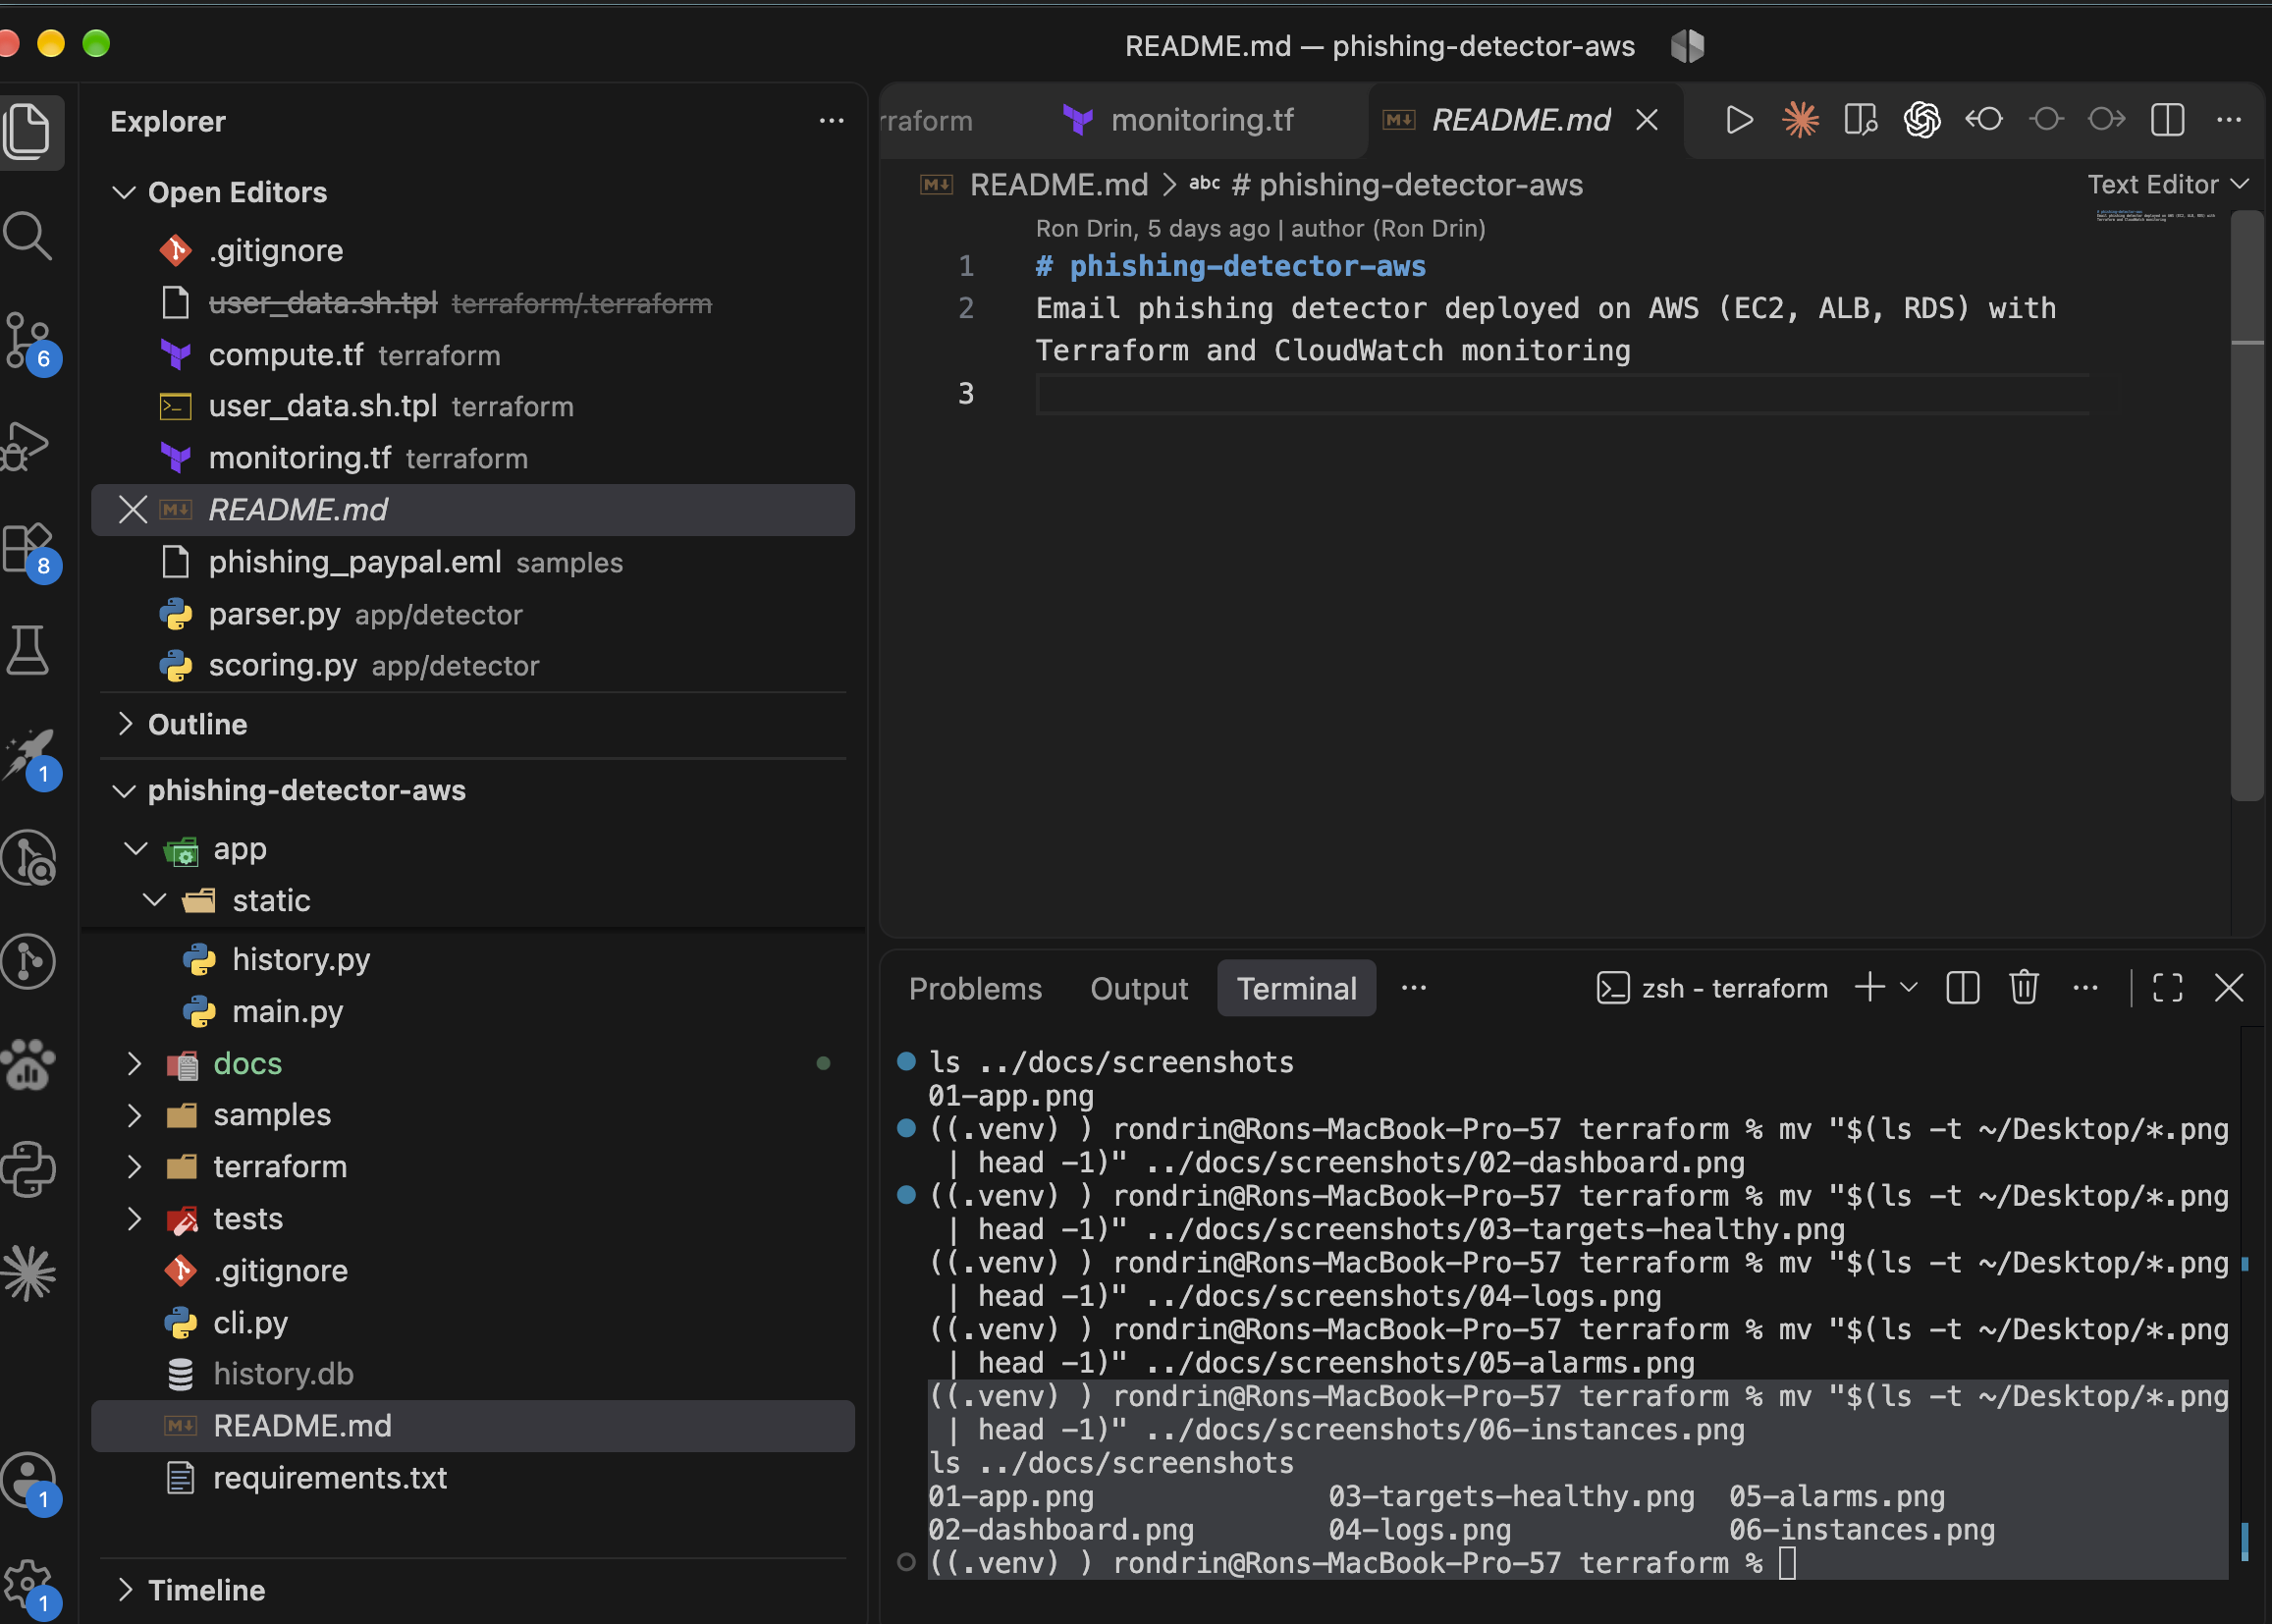 README.md — phishing-detector-aws
Explorer
Open Editors
.gitignore
user_data.sh.tpl terraform/.terraform
compute.tf terraform
user_data.sh.tpl terraform
monitoring.tf terraform
README.md
phishing_paypal.eml samples
parser.py app/detector
scoring.py app/detector
Outline
phishing-detector-aws
app
static
history.py
main.py
docs
samples
terraform
tests
.gitignore
cli.py
history.db
README.md
requirements.txt
Timeline
6
8
1
1
1
rraform monitoring.tf README.md
README.md > abc # phishing-detector-aws Text Editor
Ron Drin, 5 days ago | author (Ron Drin)
1 # phishing-detector-aws
2 Email phishing detector deployed on AWS (EC2, ALB, RDS) with
Terraform and CloudWatch monitoring
3
Problems Output Terminal zsh - terraform
ls ../docs/screenshots
01-app.png
((.venv) ) rondrin@Rons-MacBook-Pro-57 terraform % mv "$(ls -t ~/Desktop/*.png
| head -1)" ../docs/screenshots/02-dashboard.png
((.venv) ) rondrin@Rons-MacBook-Pro-57 terraform % mv "$(ls -t ~/Desktop/*.png
| head -1)" ../docs/screenshots/03-targets-healthy.png
((.venv) ) rondrin@Rons-MacBook-Pro-57 terraform % mv "$(ls -t ~/Desktop/*.png
| head -1)" ../docs/screenshots/04-logs.png
((.venv) ) rondrin@Rons-MacBook-Pro-57 terraform % mv "$(ls -t ~/Desktop/*.png
| head -1)" ../docs/screenshots/05-alarms.png
((.venv) ) rondrin@Rons-MacBook-Pro-57 terraform % mv "$(ls -t ~/Desktop/*.png
| head -1)" ../docs/screenshots/06-instances.png
ls ../docs/screenshots
01-app.png 03-targets-healthy.png 05-alarms.png
02-dashboard.png 04-logs.png 06-instances.png
((.venv) ) rondrin@Rons-MacBook-Pro-57 terraform %